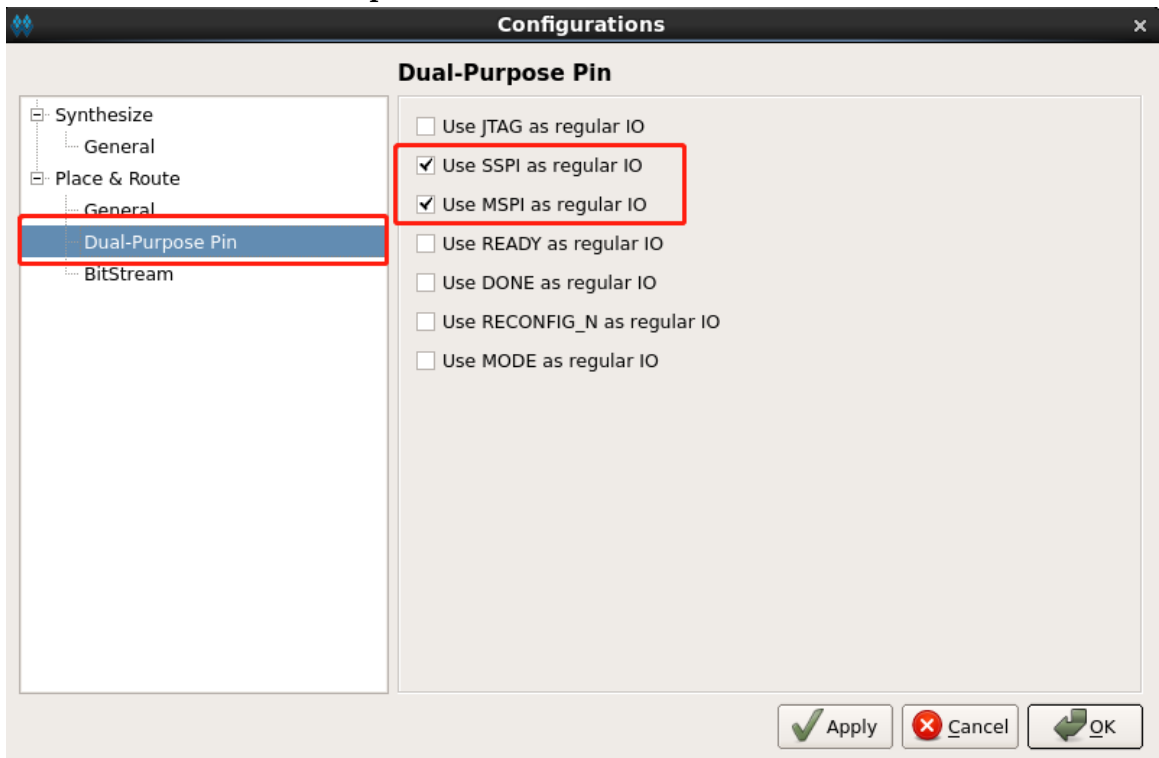 Configurations
Dual-Purpose Pin
Synthesize
General
Place & Route
General
Dual-Purpose Pin
BitStream
Use JTAG as regular IO
Use SSPI as regular IO
Use MSPI as regular IO
Use READY as regular IO
Use DONE as regular IO
Use RECONFIG_N as regular IO
Use MODE as regular IO
Apply
Cancel
OK